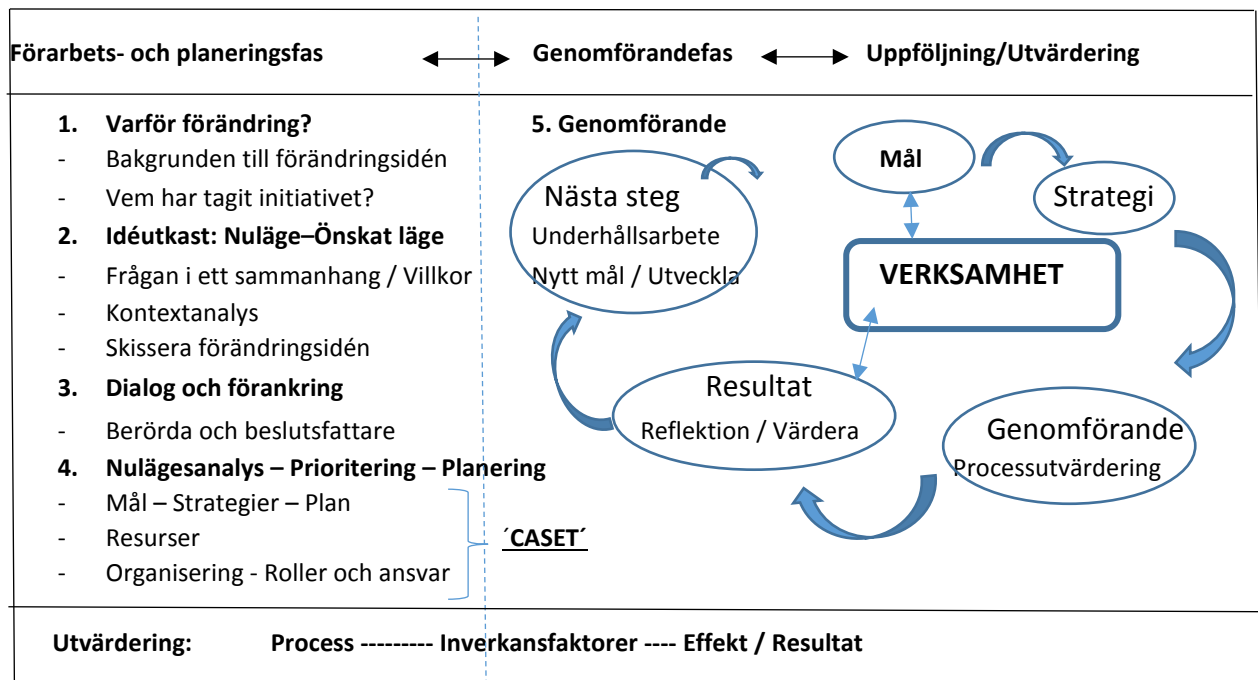 Förarbets- och planeringsfas
Genomförandefas
Uppföljning/Utvärdering
1. Varför förändring?
- Bakgrunden till förändringsidén
- Vem har tagit initiativet?
2. Idéutkast: Nuläge–Önskat läge
- Frågan i ett sammanhang / Villkor
- Kontextanalys
- Skissera förändringsidén
3. Dialog och förankring
- Berörda och beslutsfattare
4. Nulägesanalys – Prioritering – Planering
- Mål – Strategier – Plan
- Resurser
- Organisering - Roller och ansvar
´CASET´
5. Genomförande
Nästa steg
Underhållsarbete
Nytt mål / Utveckla
Mål
Strategi
VERKSAMHET
Resultat
Reflektion / Värdera
Genomförande
Processutvärdering
Utvärdering: Process --------- Inverkansfaktorer ---- Effekt / Resultat